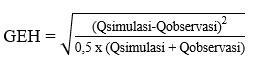 GEH = √((Qsimulasi-Qobservasi)² / 0,5 x (Qsimulasi + Qobservasi))